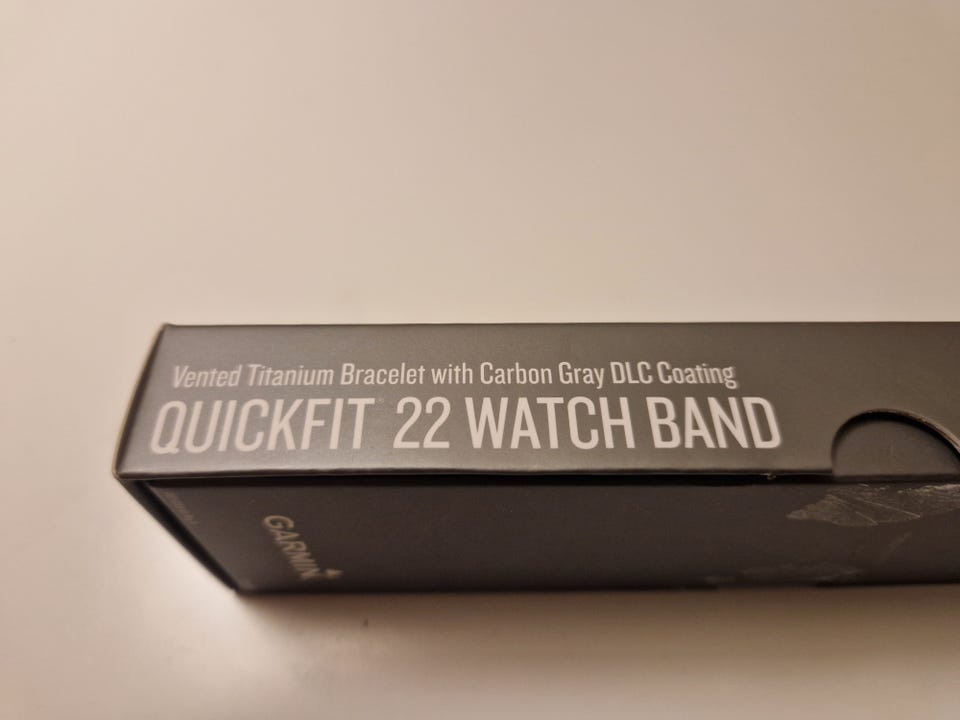 Vented Titanium Bracelet with Carbon Gray DLC Coating
QUICKFIT 22 WATCH BAND
GARMIN